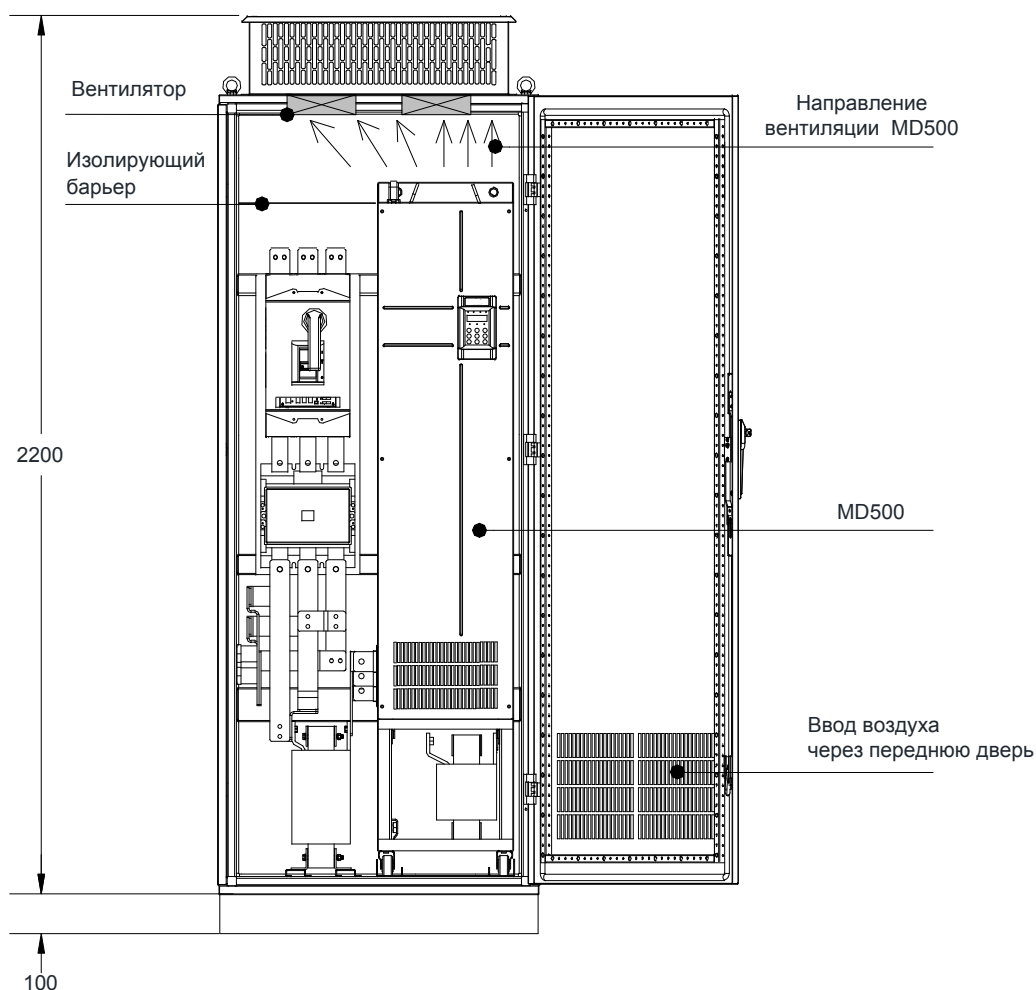 Вентилятор
Изолирующий
барьер
Направление
вентиляции MD500
2200
MD500
Ввод воздуха
через переднюю дверь
100